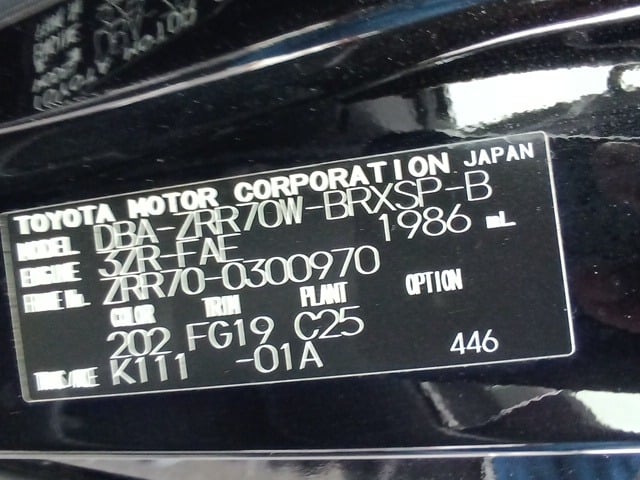 TOYOTA MOTOR CORPORATION JAPAN
MODEL DBA-ZRR70W-BRXSP-B
ENGINE 3ZR-FAE 1986 mL
FRAME No. ZRR70-0300970
COLOR TRIM PLANT OPTION
202 FG19 C25
TRANS/AXLE K111 -01A 446